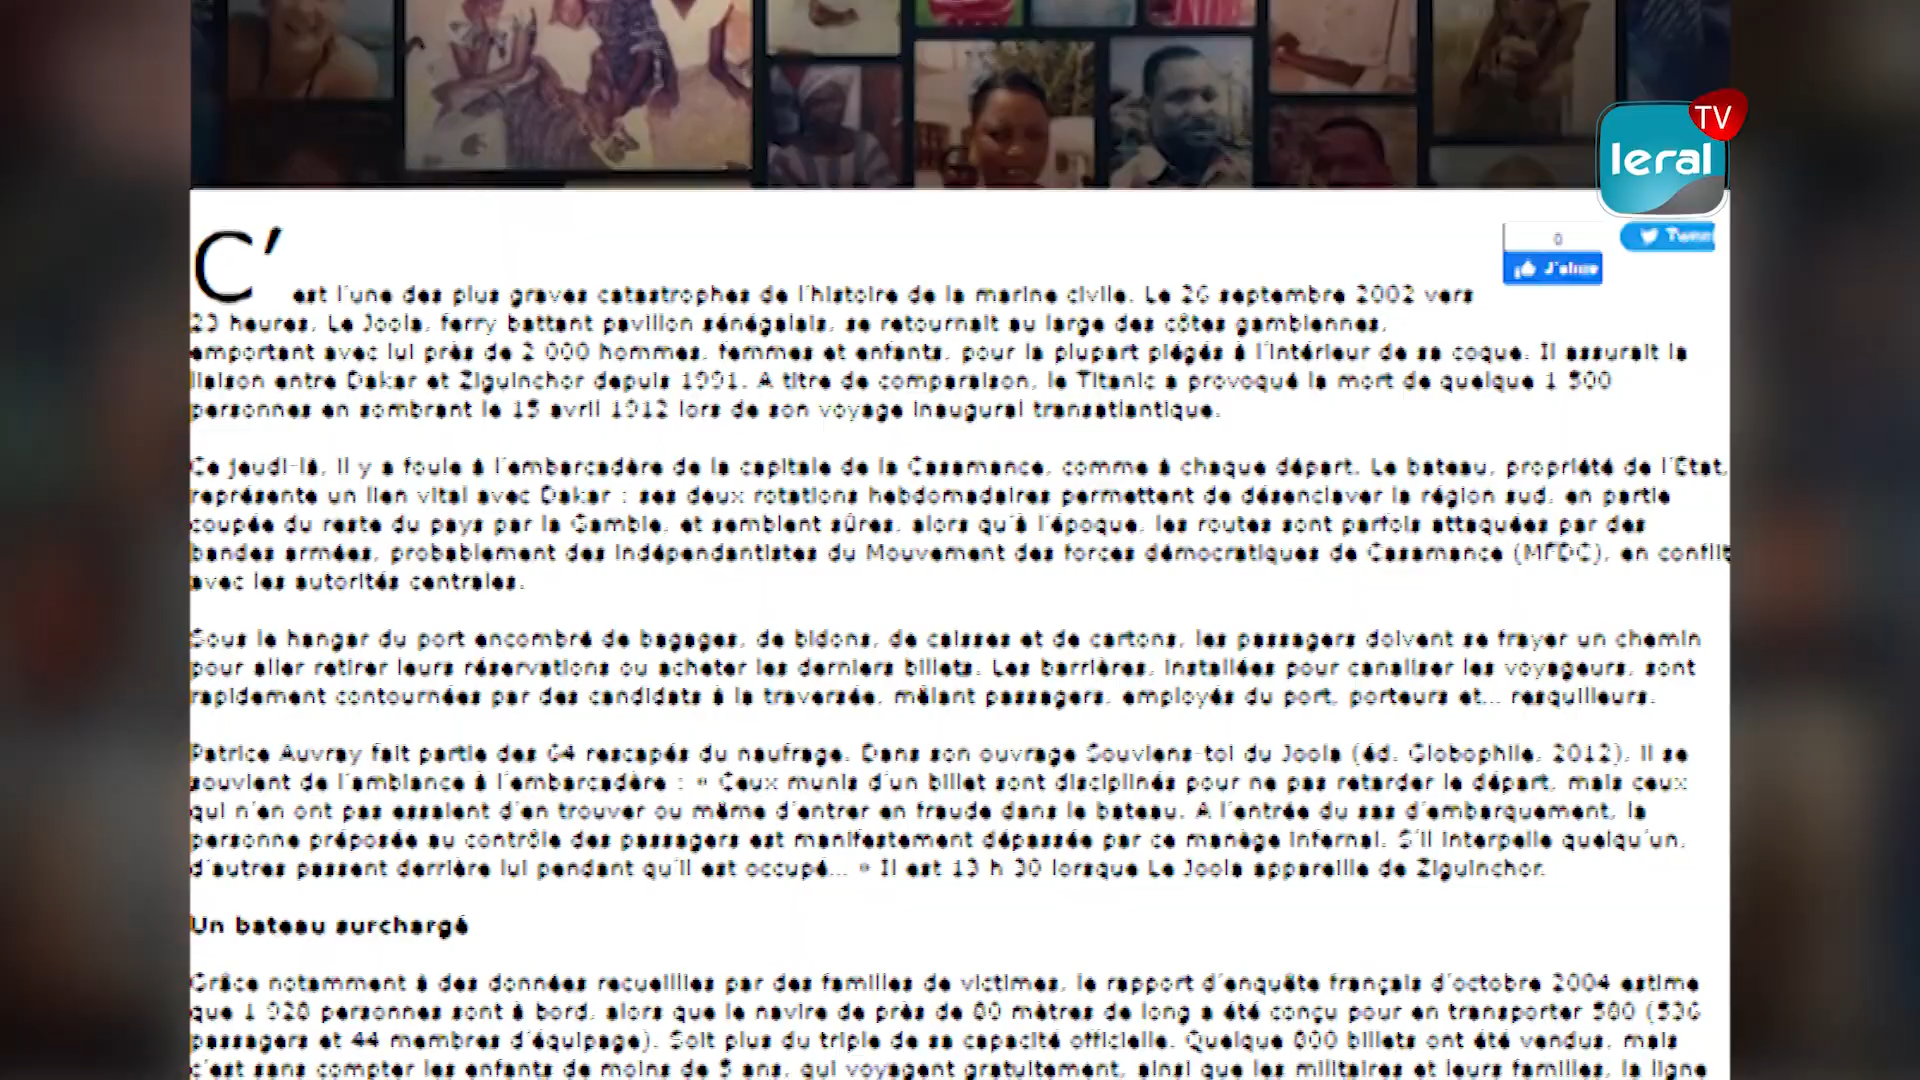 TV
leral
0
J'aime
Tweet
C'
est l'une des plus graves catastrophes de l'histoire de la marine civile. Le 26 septembre 2002 vers
23 heures, Le Joola, ferry battant pavillon sénégalais, se retournait au large des côtes gambiennes,
emportant avec lui près de 2 000 hommes, femmes et enfants, pour la plupart piégés à l'intérieur de sa coque. Il assurait la
liaison entre Dakar et Ziguinchor depuis 1991. A titre de comparaison, le Titanic a provoqué la mort de quelque 1 500
personnes en sombrant le 15 avril 1912 lors de son voyage inaugural transatlantique.
Ce jeudi-là, il y a foule à l'embarcadère de la capitale de la Casamance, comme à chaque départ. Le bateau, propriété de l'Etat,
représente un lien vital avec Dakar : ses deux rotations hebdomadaires permettent de désenclaver la région sud, en partie
coupée du reste du pays par la Gambie, et semblent sûres, alors qu'à l'époque, les routes sont parfois attaquées par des
bandes armées, probablement des indépendantistes du Mouvement des forces démocratiques de Casamance (MFDC), en conflit
avec les autorités centrales.
Sous le hangar du port encombré de bagages, de bidons, de caisses et de cartons, les passagers doivent se frayer un chemin
pour aller retirer leurs réservations ou acheter les derniers billets. Les barrières, installées pour canaliser les voyageurs, sont
rapidement contournées par des candidats à la traversée, mêlant passagers, employés du port, porteurs et... resquilleurs.
Patrice Auvray fait partie des 64 rescapés du naufrage. Dans son ouvrage Souviens-toi du Joola (éd. Globophile, 2012), il se
souvient de l'ambiance à l'embarcadère : « Ceux munis d'un billet sont disciplinés pour ne pas retarder le départ, mais ceux
qui n'en ont pas essaient d'en trouver ou même d'entrer en fraude dans le bateau. A l'entrée du sas d'embarquement, la
personne préposée au contrôle des passagers est manifestement dépassée par ce manège infernal. S'il interpelle quelqu'un,
d'autres passent derrière lui pendant qu'il est occupé... » Il est 13 h 30 lorsque Le Joola appareille de Ziguinchor.
Un bateau surchargé
Grâce notamment à des données recueillies par des familles de victimes, le rapport d'enquête français d'octobre 2004 estime
que 1 928 personnes sont à bord, alors que le navire de près de 80 mètres de long a été conçu pour en transporter 580 (536
passagers et 44 membres d'équipage). Soit plus du triple de sa capacité officielle. Quelque 800 billets ont été vendus, mais
c'est sans compter les enfants de moins de 5 ans, qui voyagent gratuitement, ainsi que les militaires et leurs familles, la ligne